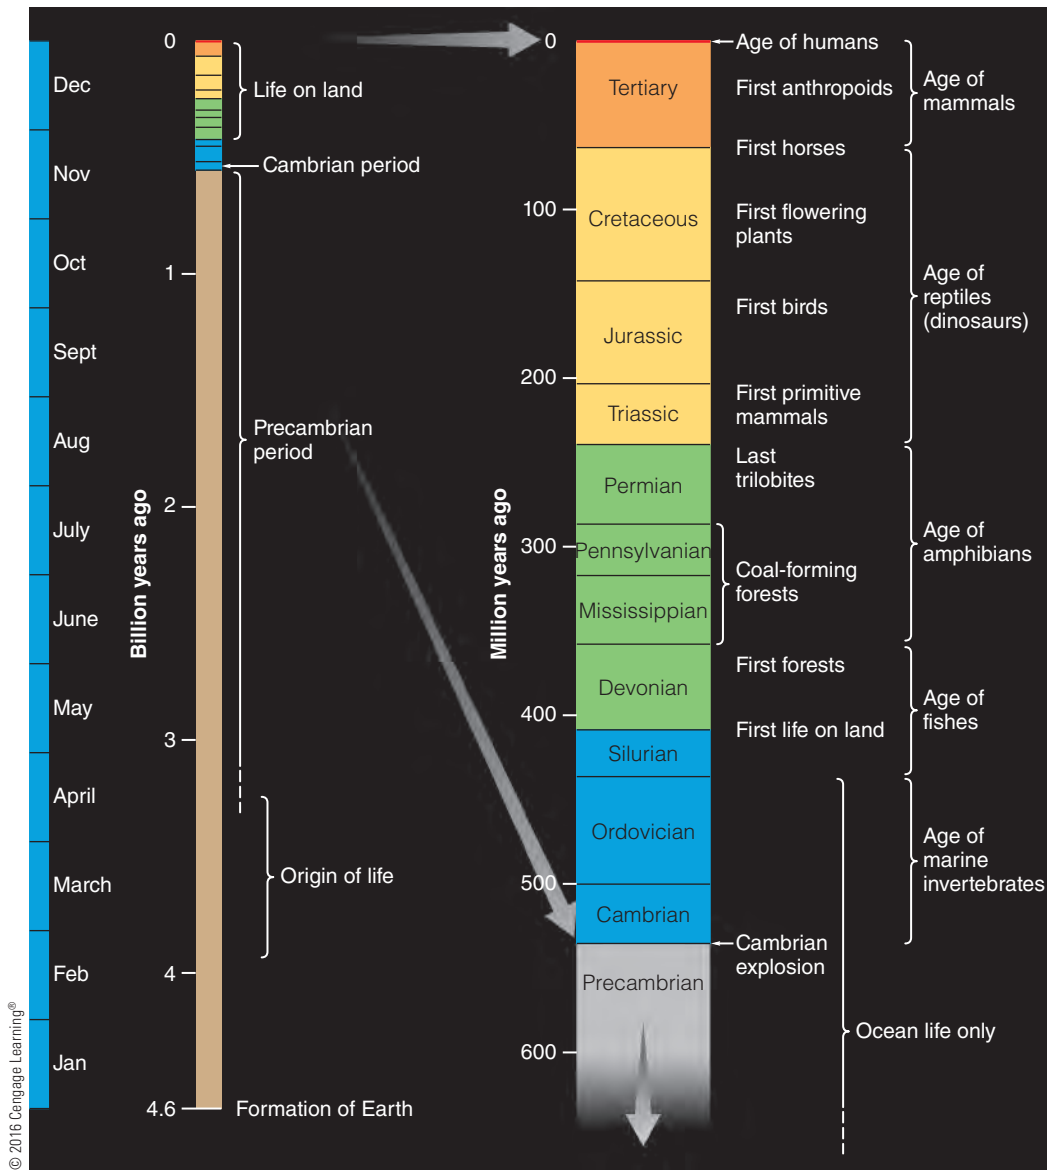 Dec
Nov
Oct
Sept
Aug
July
June
May
April
March
Feb
Jan
Billion years ago
0
1
2
3
4
4.6
Life on land
Cambrian period
Precambrian
period
Origin of life
Formation of Earth
Million years ago
0
100
200
300
400
500
600
Tertiary
Cretaceous
Jurassic
Triassic
Permian
Pennsylvanian
Mississippian
Devonian
Silurian
Ordovician
Cambrian
Precambrian
Age of humans
First anthropoids
First horses
First flowering
plants
First birds
First primitive
mammals
Last
trilobites
Coal-forming
forests
First forests
First life on land
Cambrian
explosion
Ocean life only
Age of
mammals
Age of
reptiles
(dinosaurs)
Age of
amphibians
Age of
fishes
Age of
marine
invertebrates
© 2016 Cengage Learning®